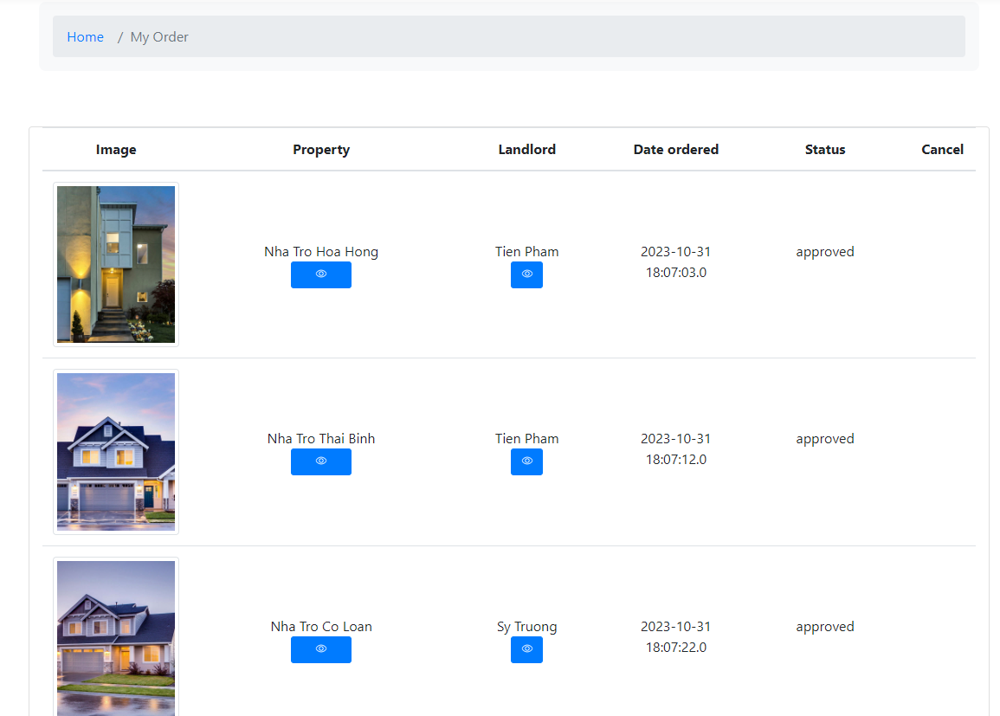 Home / My Order
Image Property Landlord Date ordered Status Cancel
Nha Tro Hoa Hong Tien Pham 2023-10-31 approved
18:07:03.0
Nha Tro Thai Binh Tien Pham 2023-10-31 approved
18:07:12.0
Nha Tro Co Loan Sy Truong 2023-10-31 approved
18:07:22.0